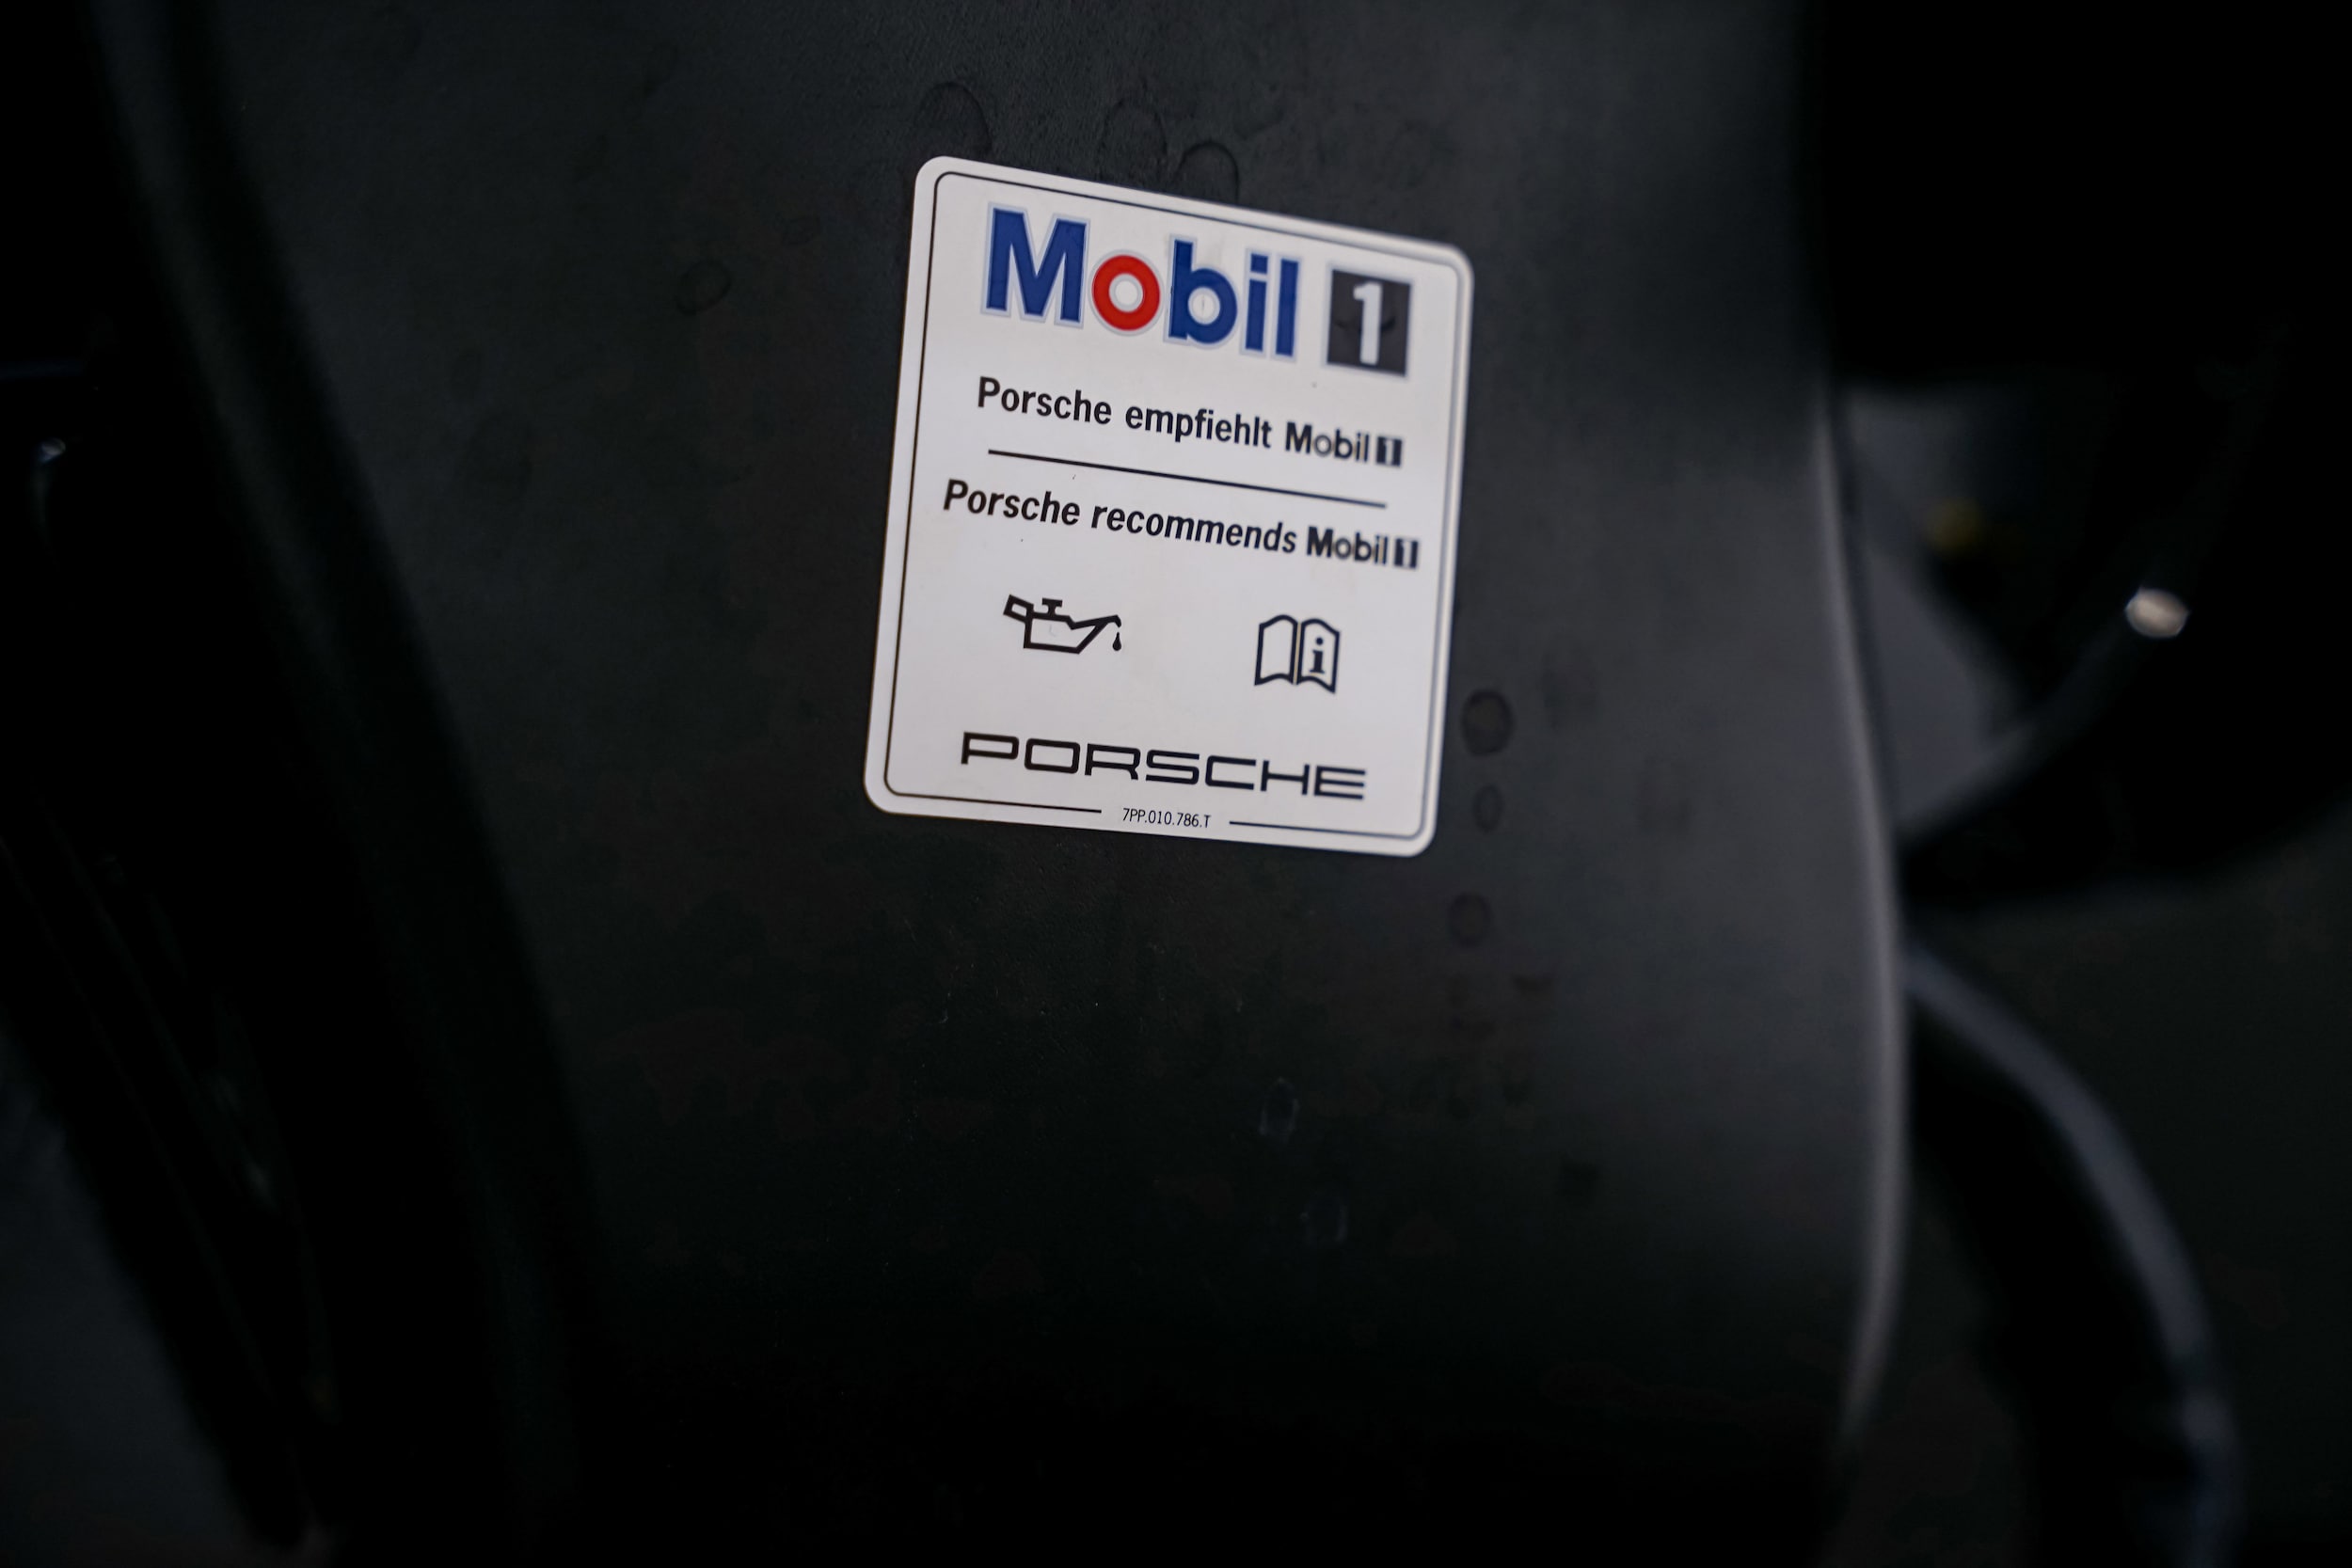 Mobil 1
Porsche empfiehlt Mobil 1
Porsche recommends Mobil 1
i
PORSCHE
7PP.010.786.T